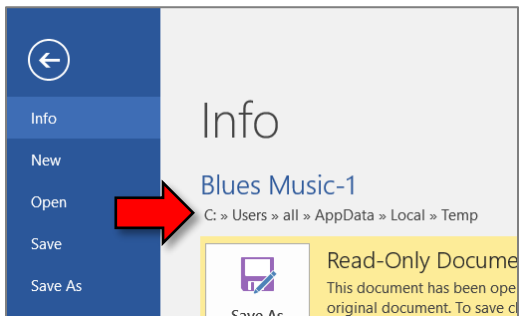 Info
New
Open
Save
Save As
Info
Blues Music-1
C: » Users » all » AppData » Local » Temp
Read-Only Docume
This document has been ope
original document. To save c
Save As